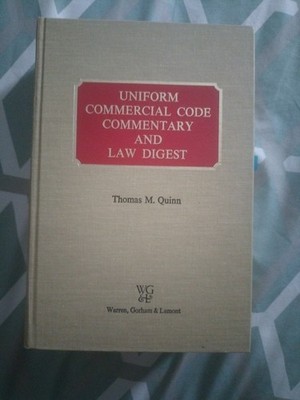 UNIFORM
COMMERCIAL CODE
COMMENTARY
AND
LAW DIGEST
Thomas M. Quinn
WG
&L
Warren, Gorham & Lamont